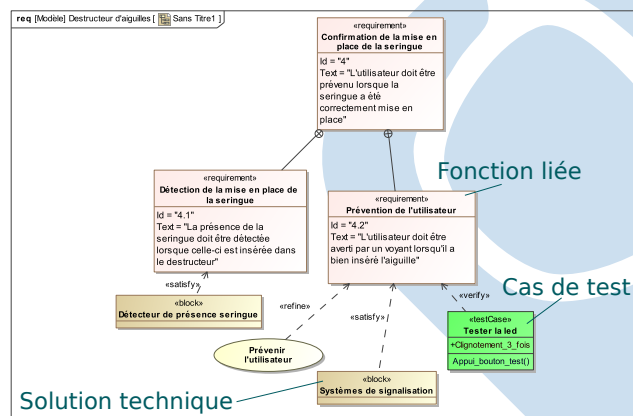 req [Modèle] Destructeur d'aiguilles [ Sans Titre1 ]
«requirement»
Confirmation de la mise en
place de la seringue
Id = "4"
Text = "L'utilisateur doit être
prévenu lorsque la
seringue a été
correctement mise en
place"
Fonction liée
«requirement»
Détection de la mise en place de
la seringue
Id = "4.1"
Text = "La présence de la
seringue doit être détectée
lorsque celle-ci est insérée dans
le destructeur"
«requirement»
Prévention de l'utilisateur
Id = "4.2"
Text = "L'utilisateur doit être
averti par un voyant lorsqu'il a
bien inséré l'aiguille"
«satisfy»
«refine»
«satisfy»
«verify»
Cas de test
«block»
Détecteur de présence seringue
«testCase»
Tester la led
+Clignotement_3_fois
Appui_bouton_test()
Prévenir
l'utilisateur
«block»
Systèmes de signalisation
Solution technique